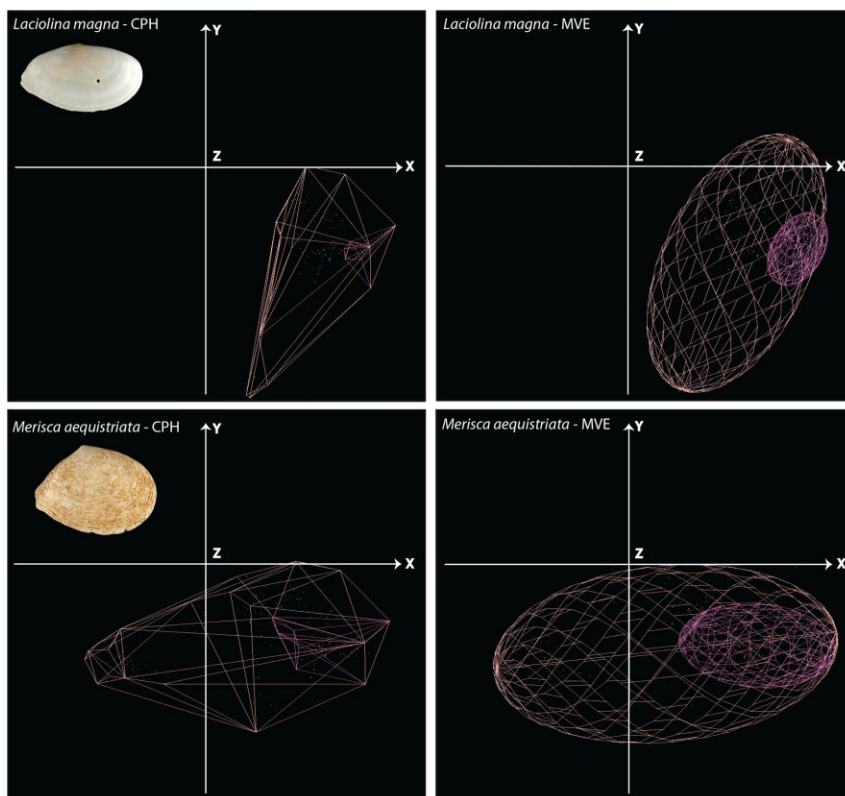 Laciolina magna - CPH
Y
Z
X
Laciolina magna - MVE
Y
Z
X
Merisca aequistriata - CPH
Y
Z
X
Merisca aequistriata - MVE
Y
Z
X